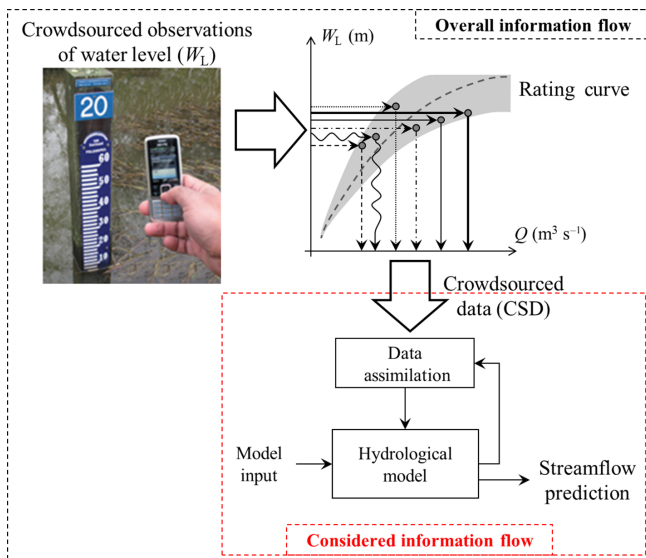 Overall information flow
Crowdsourced observations
of water level (WL)
20
60
50
40
30
20
10
WL (m)
Rating curve
Q (m³ s⁻¹)
Crowdsourced
data (CSD)
Data
assimilation
Model
input
Hydrological
model
Streamflow
prediction
Considered information flow